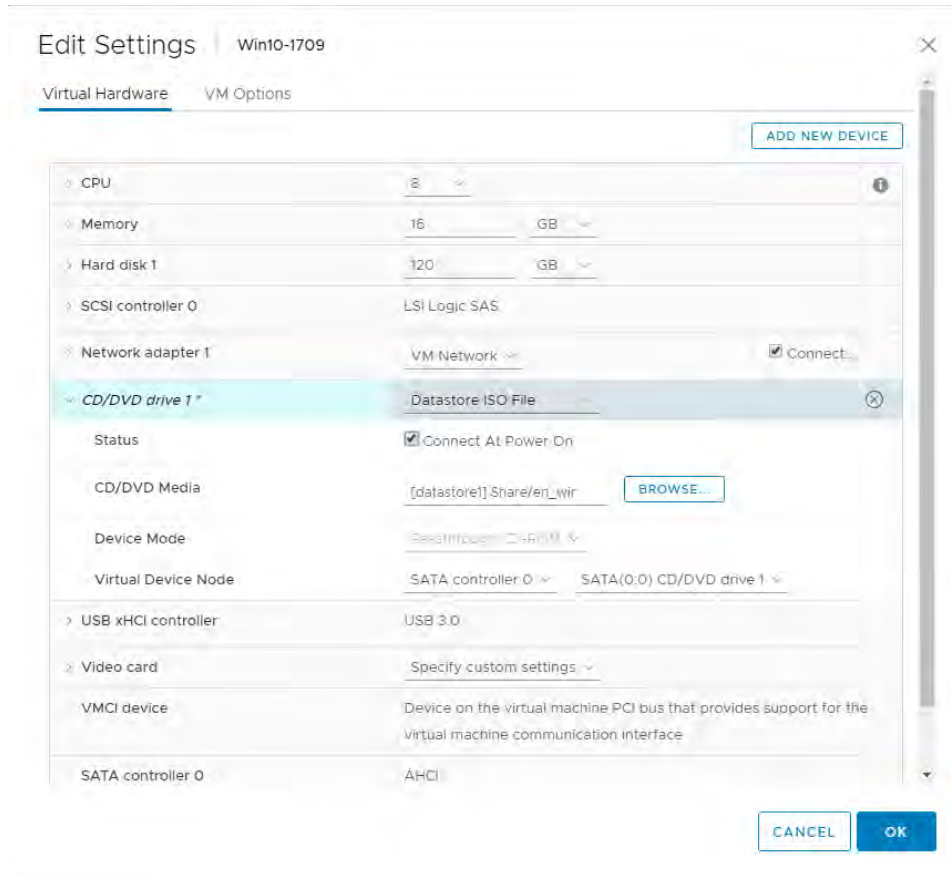 Edit Settings Win10-1709
Virtual Hardware VM Options
ADD NEW DEVICE
CPU 8
Memory 16 GB
Hard disk 1 120 GB
SCSI controller 0 LSI Logic SAS
Network adapter 1 VM Network Connect...
CD/DVD drive 1 * Datastore ISO File
Status Connect At Power On
CD/DVD Media [datastore1] Share/en_wir BROWSE...
Device Mode
Virtual Device Node SATA controller 0 SATA(0:0) CD/DVD drive 1
USB xHCI controller USB 3.0
Video card Specify custom settings
VMCI device Device on the virtual machine PCI bus that provides support for the
virtual machine communication interface
SATA controller 0 AHCI
CANCEL OK